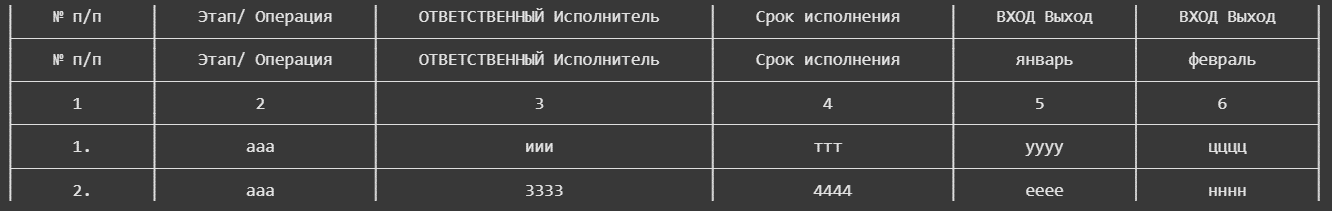 № п/п Этап/ Операция ОТВЕТСТВЕННЫЙ Исполнитель Срок исполнения ВХОД Выход ВХОД Выход
№ п/п Этап/ Операция ОТВЕТСТВЕННЫЙ Исполнитель Срок исполнения январь февраль
1 2 3 4 5 6
1. ааа иии ттт уууу цццц
2. ааа 3333 4444 ееее нннн